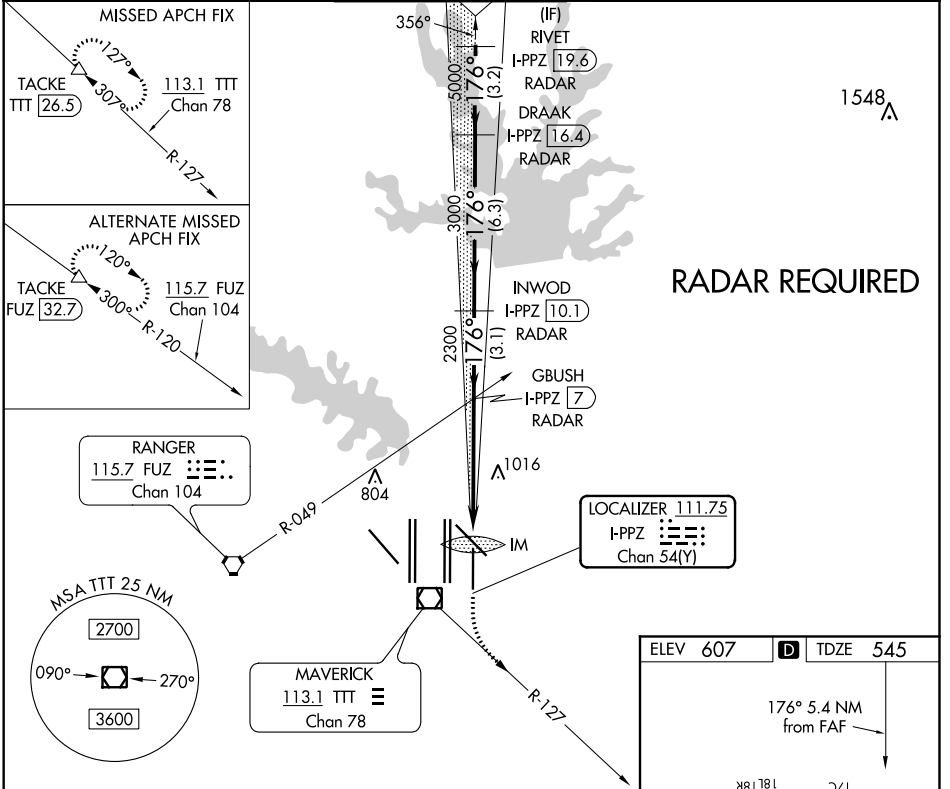 MISSED APCH FIX
127°
307°
TACKE
TTT 26.5
113.1 TTT
Chan 78
R-127
ALTERNATE MISSED
APCH FIX
120°
300°
TACKE
FUZ 32.7
115.7 FUZ
Chan 104
R-120
356°
(IF)
RIVET
I-PPZ 19.6
RADAR
5000
176°
(3.2)
DRAAK
I-PPZ 16.4
RADAR
3000
176°
(6.3)
INWOD
I-PPZ 10.1
RADAR
2300
176°
(3.1)
GBUSH
I-PPZ 7
RADAR
1548
RADAR REQUIRED
RANGER
115.7 FUZ
Chan 104
R-049
804
1016
IM
LOCALIZER 111.75
I-PPZ
Chan 54(Y)
MSA TTT 25 NM
2700
090°
270°
3600
MAVERICK
113.1 TTT
Chan 78
R-127
ELEV 607 D TDZE 545
176° 5.4 NM
from FAF
18L 18R
17C